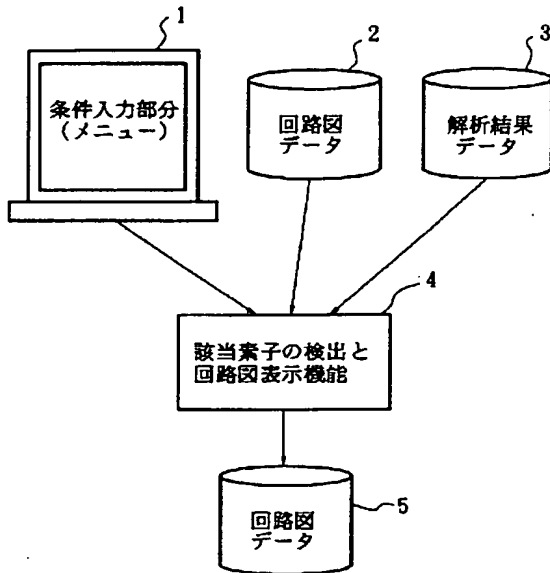 1
条件入力部分
(メニュー)
2
回路図
データ
3
解析結果
データ
4
該当素子の検出と
回路図表示機能
5
回路図
データ